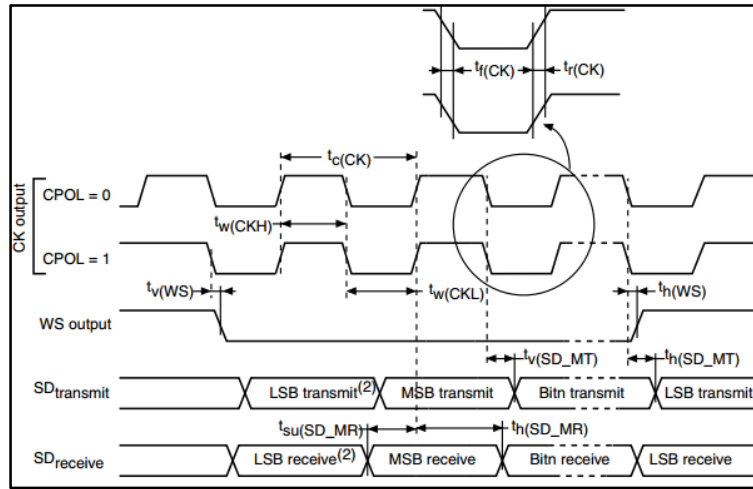 tf(CK)
tr(CK)
tc(CK)
CK output
CPOL = 0
tw(CKH)
CPOL = 1
tv(WS)
tw(CKL)
th(WS)
WS output
tv(SD_MT)
th(SD_MT)
SDtransmit
LSB transmit(2)
MSB transmit
Bitn transmit
LSB transmit
tsu(SD_MR)
th(SD_MR)
SDreceive
LSB receive(2)
MSB receive
Bitn receive
LSB receive